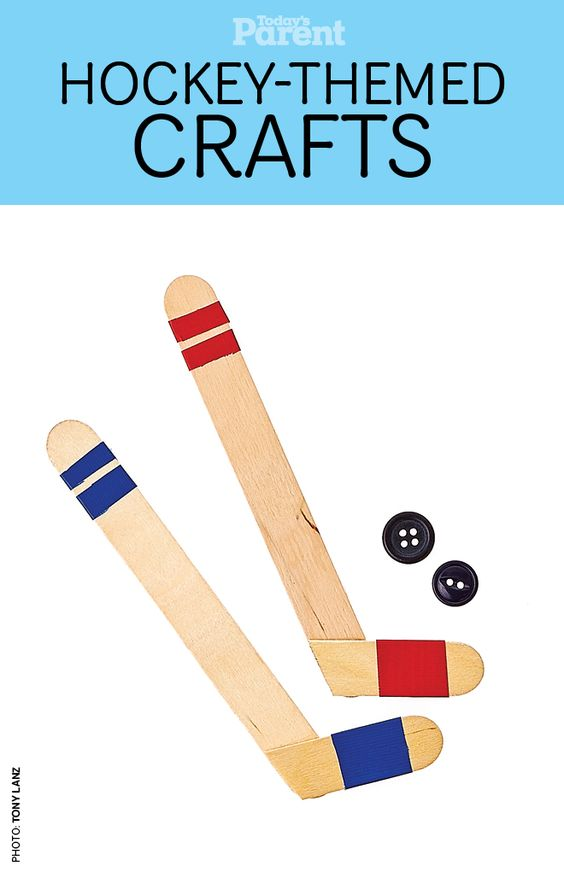 Today's
Parent
HOCKEY-THEMED
CRAFTS
PHOTO: TONY LANZ